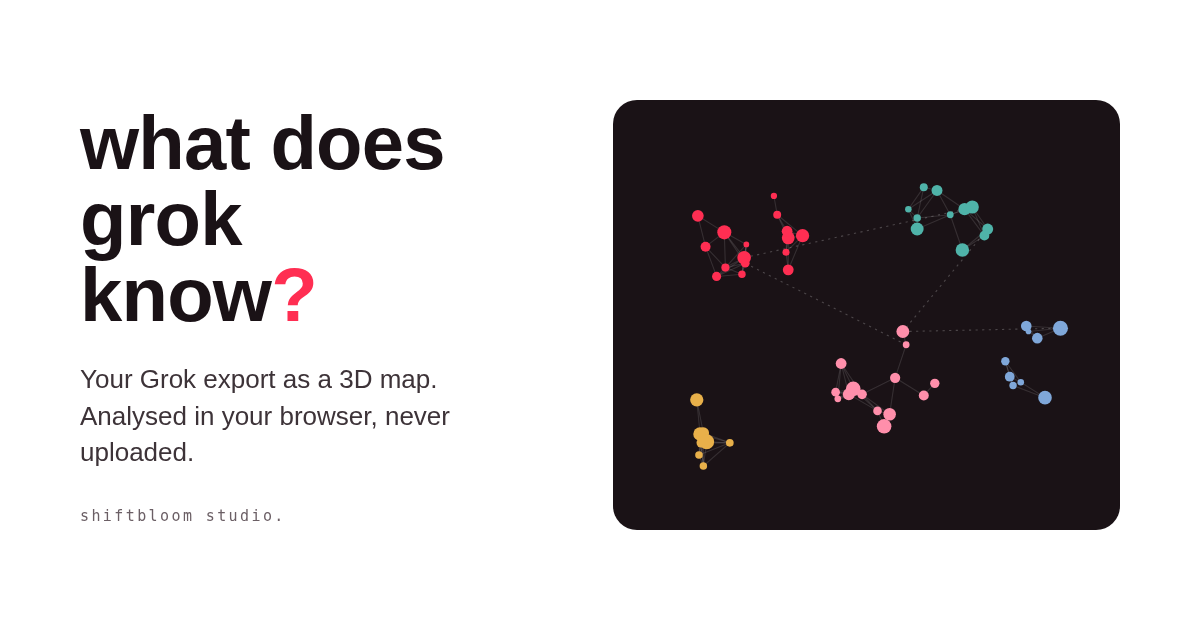 what does
grok
know?
Your Grok export as a 3D map.
Analysed in your browser, never
uploaded.
shiftbloom studio.